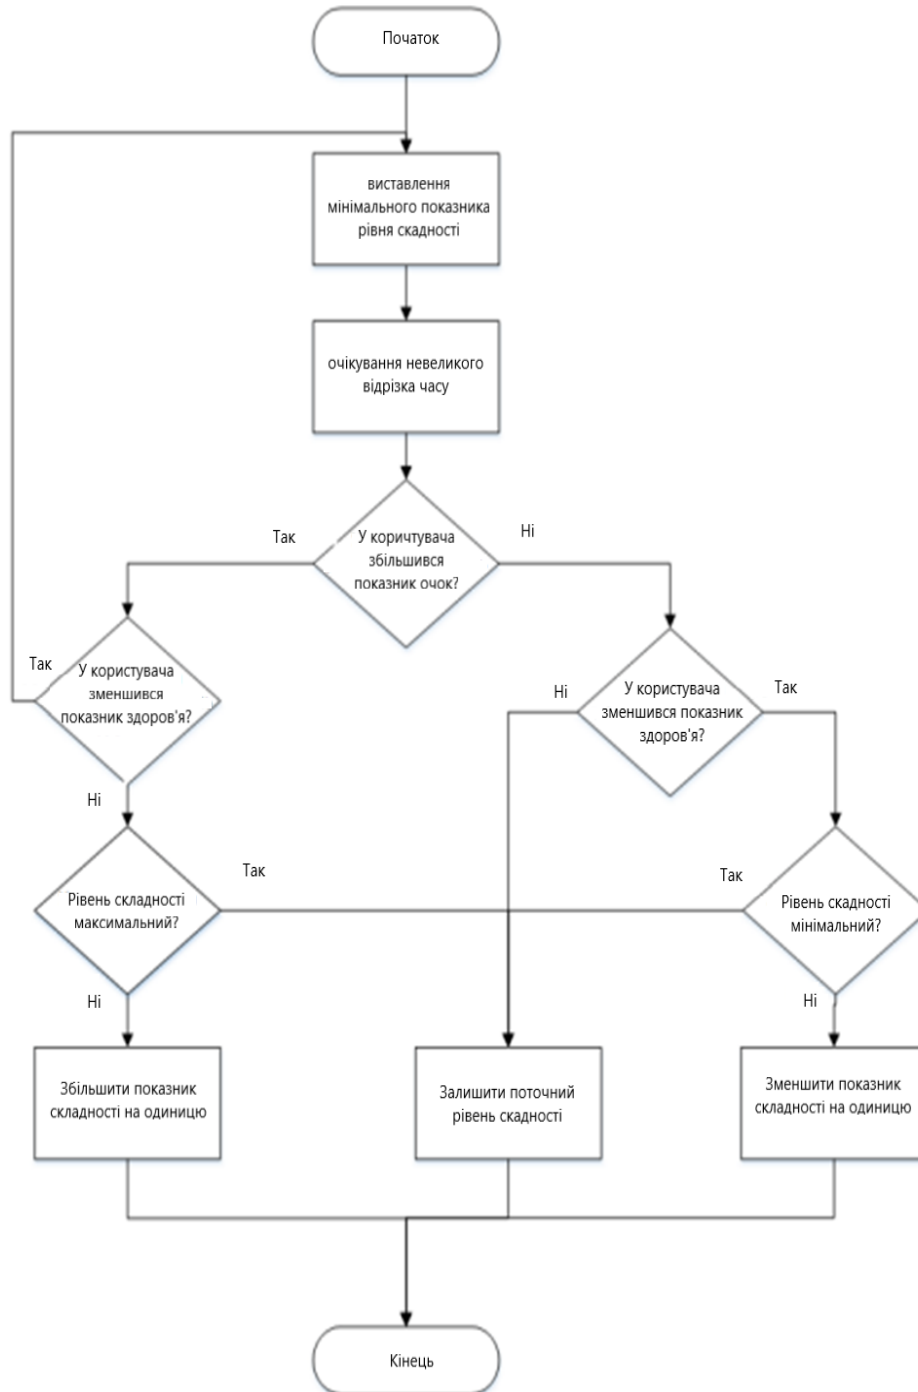 Початок
виставлення
мінімального показника
рівня скадності
очікування невеликого
відрізка часу
Так
Ні
У коричтувача
збільшився
показник очок?
Так
У користувача
зменшився
показник здоров'я?
Ні
У користувача
зменшився показник
здоров'я?
Так
Ні
Рівень складності
максимальний?
Так
Так
Рівень скадності
мінімальний?
Ні
Ні
Збільшити показник
складності на одиницю
Залишити поточний
рівень скадності
Зменшити показник
складності на одиницю
Кінець